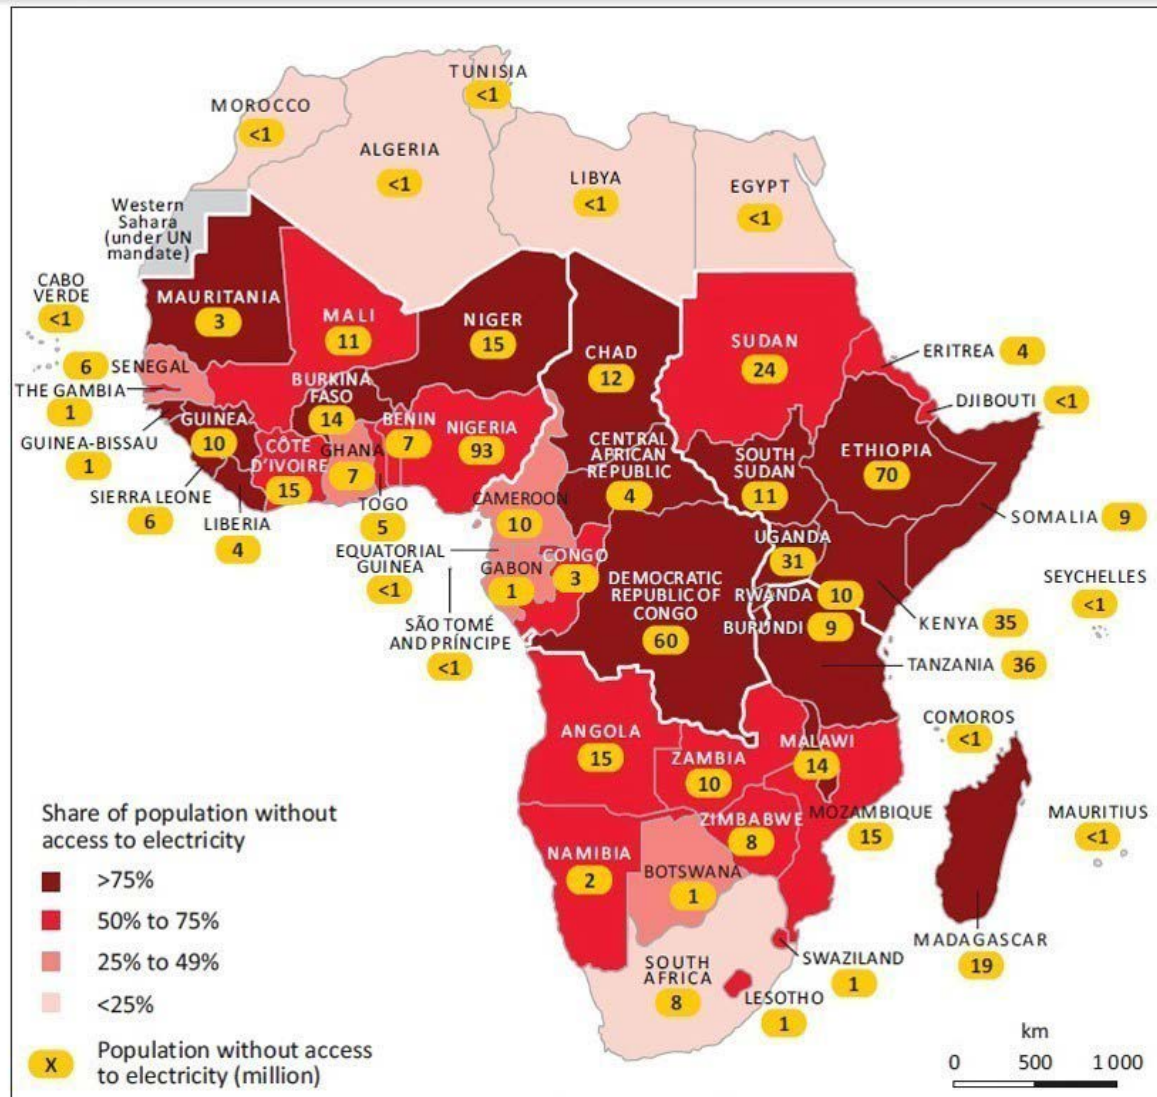 TUNISIA
<1
MOROCCO
<1
ALGERIA
<1
LIBYA
<1
EGYPT
<1
Western
Sahara
(under UN
mandate)
CABO
VERDE
<1
MAURITANIA
3
MALI
11
NIGER
15
CHAD
12
SUDAN
24
ERITREA 4
6 SENEGAL
THE GAMBIA
1
BURKINA
FASO
14
DJIBOUTI <1
GUINEA
10
BENIN
7
NIGERIA
93
GUINEA-BISSAU
1
CÔTE
D'IVOIRE
15
GHANA
7
CENTRAL
AFRICAN
REPUBLIC
4
SOUTH
SUDAN
11
ETHIOPIA
70
SIERRA LEONE
6
LIBERIA
4
TOGO
5
CAMEROON
10
SOMALIA 9
UGANDA
31
EQUATORIAL
GUINEA
<1
GABON
1
CONGO
3
DEMOCRATIC
REPUBLIC OF
CONGO
60
RWANDA 10
BURUNDI 9
SEYCHELLES
<1
KENYA 35
SÃO TOMÉ
AND PRÍNCIPE
<1
TANZANIA 36
COMOROS
<1
ANGOLA
15
ZAMBIA
10
MALAWI
14
MOZAMBIQUE
15
MAURITIUS
<1
ZIMBABWE
8
NAMIBIA
2
BOTSWANA
1
MADAGASCAR
19
SOUTH
AFRICA
8
SWAZILAND
1
LESOTHO
1
Share of population without
access to electricity
>75%
50% to 75%
25% to 49%
<25%
X Population without access
to electricity (million)
km
0 500 1 000